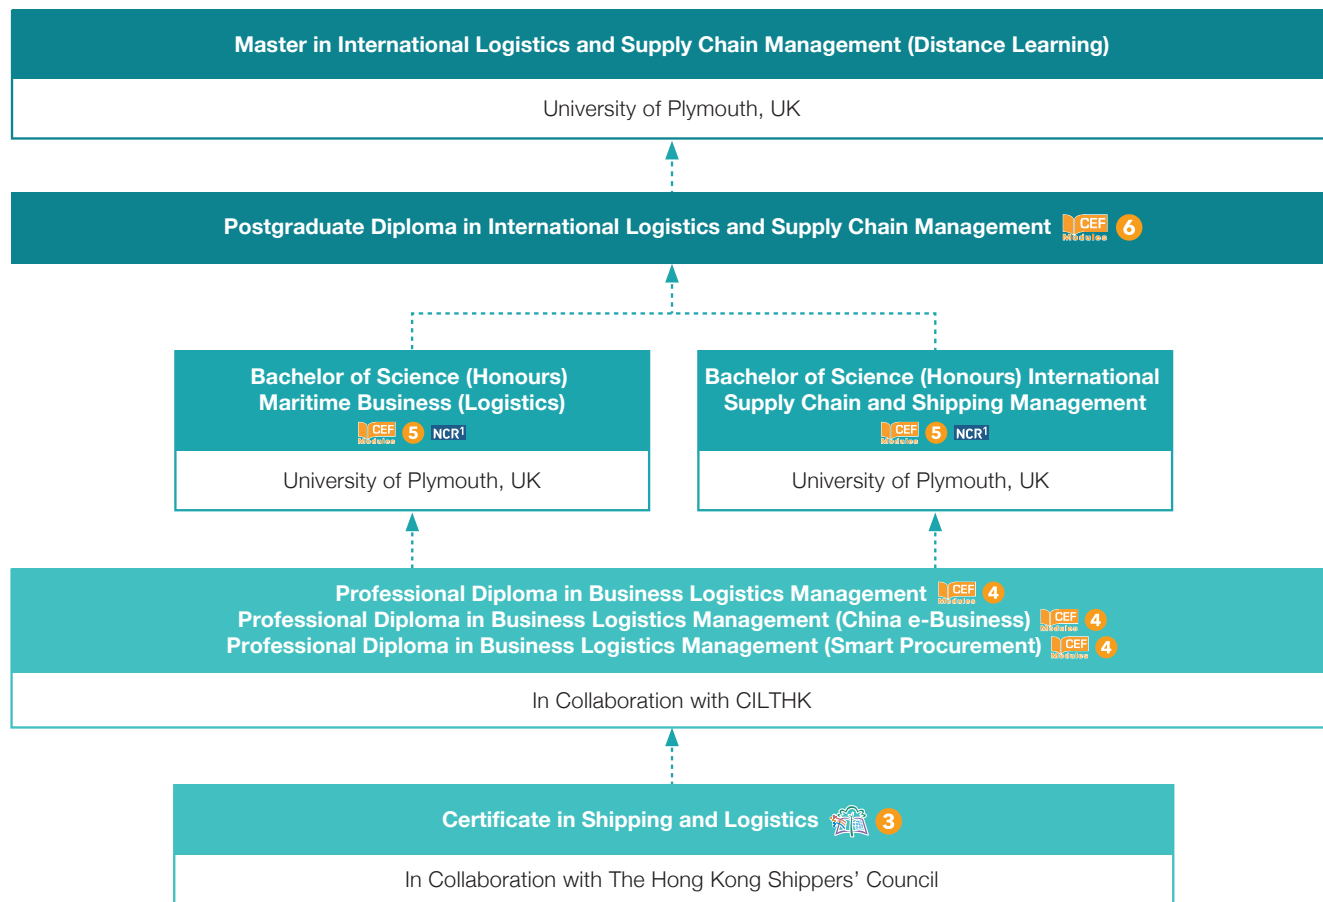 Master in International Logistics and Supply Chain Management (Distance Learning)
University of Plymouth, UK
Postgraduate Diploma in International Logistics and Supply Chain Management CEF Modules 6
Bachelor of Science (Honours)
Maritime Business (Logistics)
CEF Modules 5 NCR¹
University of Plymouth, UK
Bachelor of Science (Honours) International
Supply Chain and Shipping Management
CEF Modules 5 NCR¹
University of Plymouth, UK
Professional Diploma in Business Logistics Management CEF Modules 4
Professional Diploma in Business Logistics Management (China e-Business) CEF Modules 4
Professional Diploma in Business Logistics Management (Smart Procurement) CEF Modules 4
In Collaboration with CILTHK
Certificate in Shipping and Logistics 3
In Collaboration with The Hong Kong Shippers’ Council